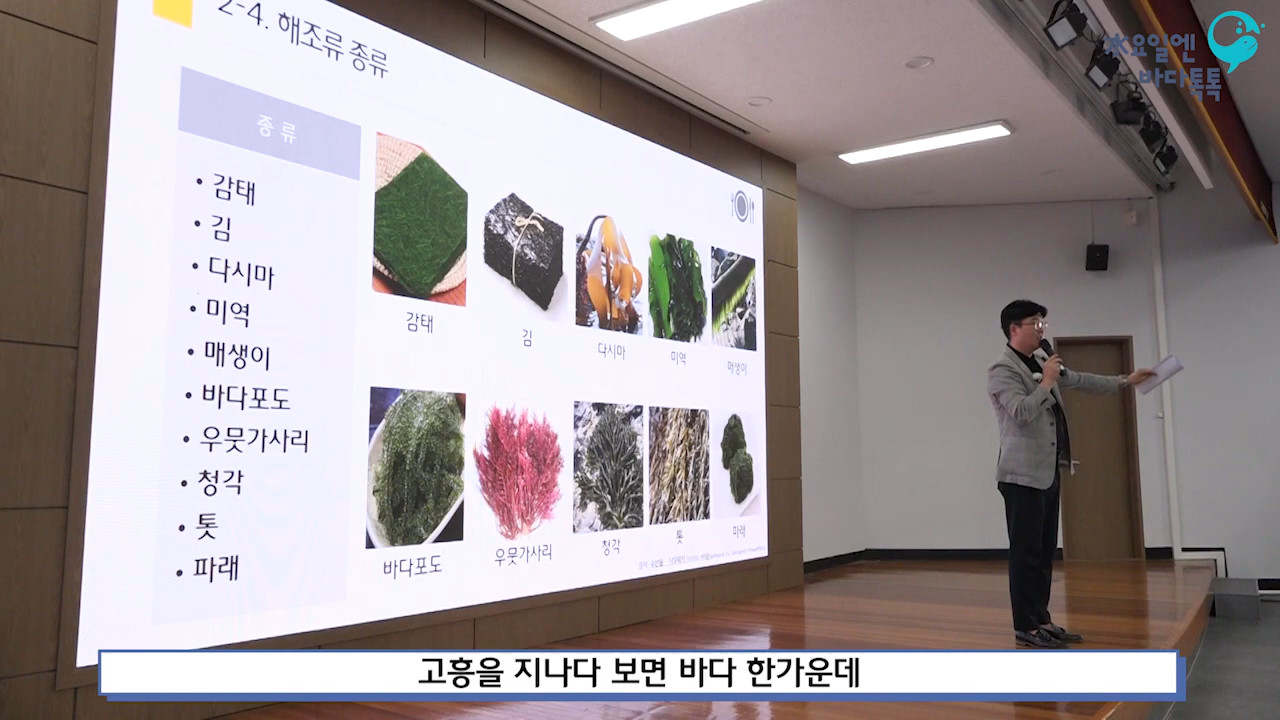 2-4. 해조류 종류
水요일엔
바다톡톡
종 류
• 감태
• 김
• 다시마
• 미역
• 매생이
• 바다포도
• 우뭇가사리
• 청각
• 톳
• 파래
감태
김
다시마
미역
매생이
바다포도
우뭇가사리
청각
톳
파래
고흥을 지나다 보면 바다 한가운데